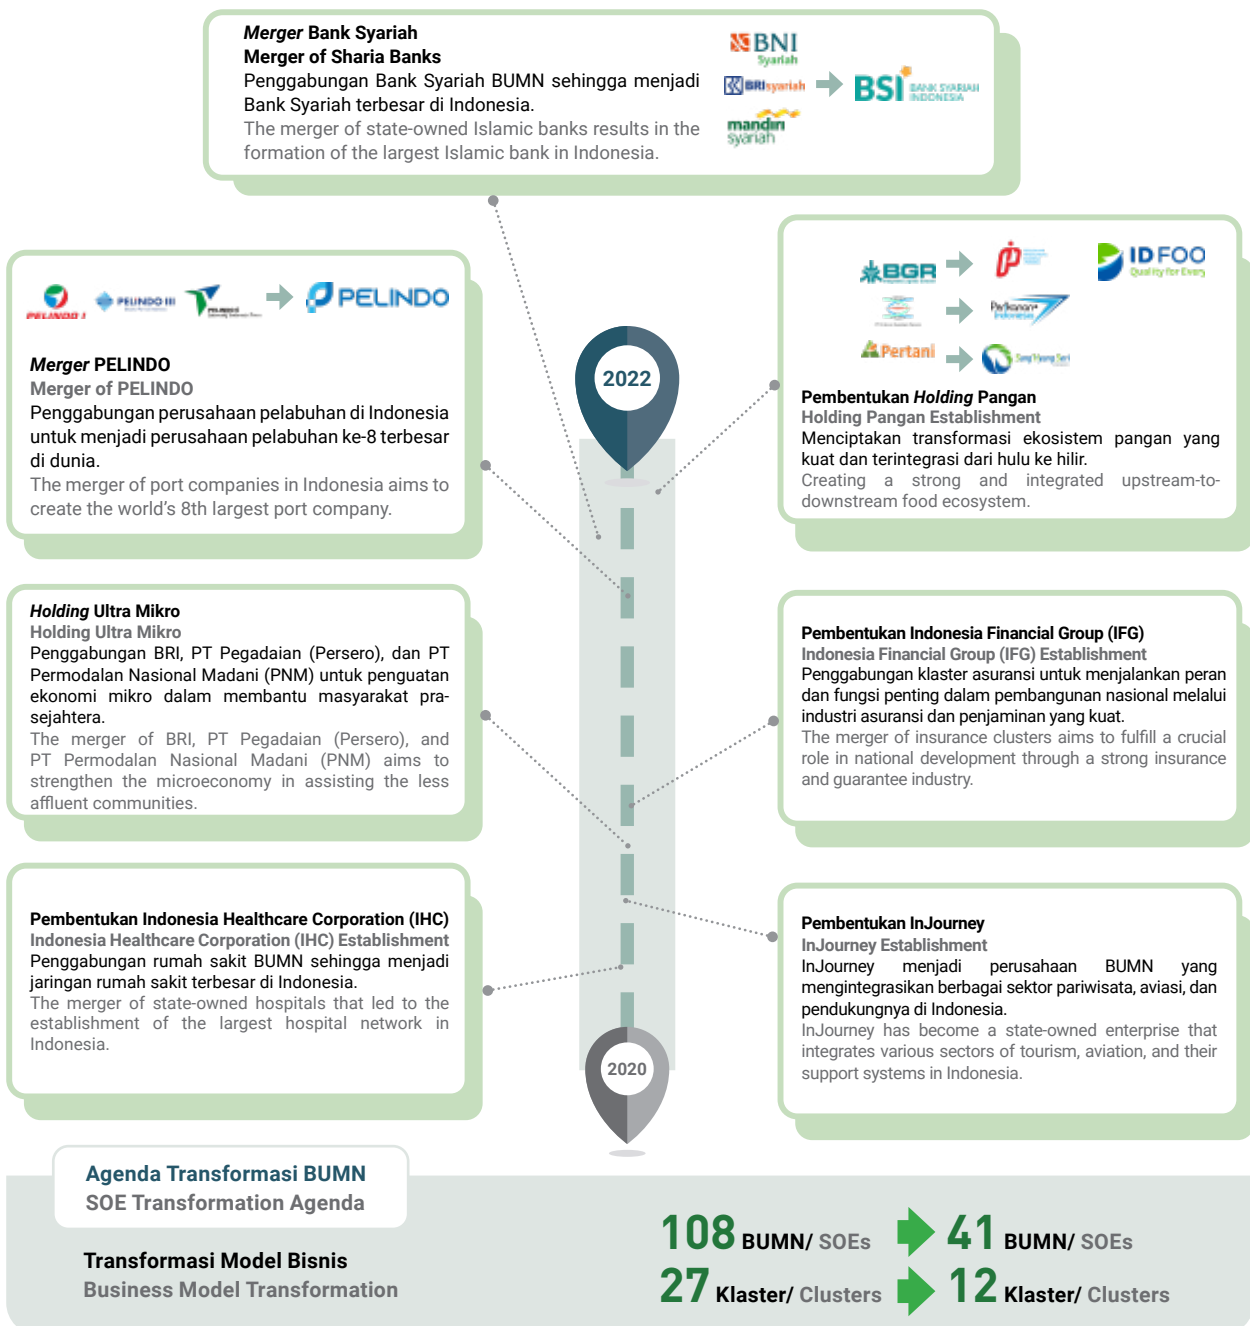 Merger Bank Syariah
Merger of Sharia Banks
Penggabungan Bank Syariah BUMN sehingga menjadi
Bank Syariah terbesar di Indonesia.
The merger of state-owned Islamic banks results in the
formation of the largest Islamic bank in Indonesia.
BNI
Syariah
BRIsyariah
mandiri
syariah
BSI BANK SYARIAH
INDONESIA
PELINDO I
PELINDO III
PELINDO
Merger PELINDO
Merger of PELINDO
Penggabungan perusahaan pelabuhan di Indonesia
untuk menjadi perusahaan pelabuhan ke-8 terbesar
di dunia.
The merger of port companies in Indonesia aims to
create the world's 8th largest port company.
2022
BGR
ID FOO
Quality for Every
Perikanan
Indonesia
Pertani
Sang Hyang Seri
Pembentukan Holding Pangan
Holding Pangan Establishment
Menciptakan transformasi ekosistem pangan yang
kuat dan terintegrasi dari hulu ke hilir.
Creating a strong and integrated upstream-to-
downstream food ecosystem.
Holding Ultra Mikro
Holding Ultra Mikro
Penggabungan BRI, PT Pegadaian (Persero), dan PT
Permodalan Nasional Madani (PNM) untuk penguatan
ekonomi mikro dalam membantu masyarakat pra-
sejahtera.
The merger of BRI, PT Pegadaian (Persero), and
PT Permodalan Nasional Madani (PNM) aims to
strengthen the microeconomy in assisting the less
affluent communities.
Pembentukan Indonesia Financial Group (IFG)
Indonesia Financial Group (IFG) Establishment
Penggabungan klaster asuransi untuk menjalankan peran
dan fungsi penting dalam pembangunan nasional melalui
industri asuransi dan penjaminan yang kuat.
The merger of insurance clusters aims to fulfill a crucial
role in national development through a strong insurance
and guarantee industry.
Pembentukan Indonesia Healthcare Corporation (IHC)
Indonesia Healthcare Corporation (IHC) Establishment
Penggabungan rumah sakit BUMN sehingga menjadi
jaringan rumah sakit terbesar di Indonesia.
The merger of state-owned hospitals that led to the
establishment of the largest hospital network in
Indonesia.
Pembentukan InJourney
InJourney Establishment
InJourney menjadi perusahaan BUMN yang
mengintegrasikan berbagai sektor pariwisata, aviasi, dan
pendukungnya di Indonesia.
InJourney has become a state-owned enterprise that
integrates various sectors of tourism, aviation, and their
support systems in Indonesia.
2020
Agenda Transformasi BUMN
SOE Transformation Agenda
Transformasi Model Bisnis
Business Model Transformation
108 BUMN/ SOEs 41 BUMN/ SOEs
27 Klaster/ Clusters 12 Klaster/ Clusters